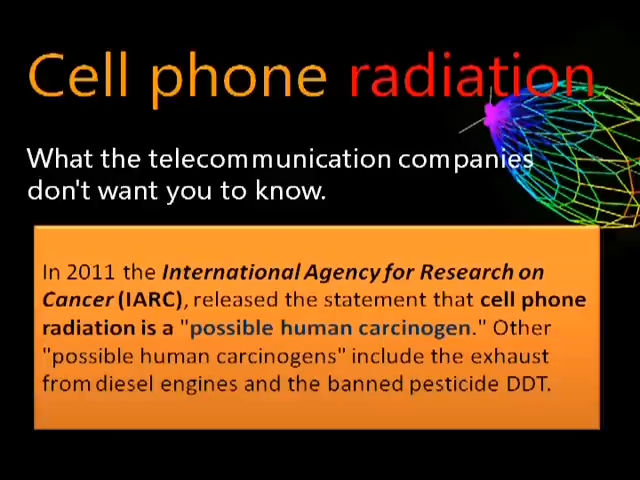 Cell phone radiation
What the telecommunication companies
don't want you to know.
In 2011 the International Agency for Research on
Cancer (IARC), released the statement that cell phone
radiation is a "possible human carcinogen." Other
"possible human carcinogens" include the exhaust
from diesel engines and the banned pesticide DDT.